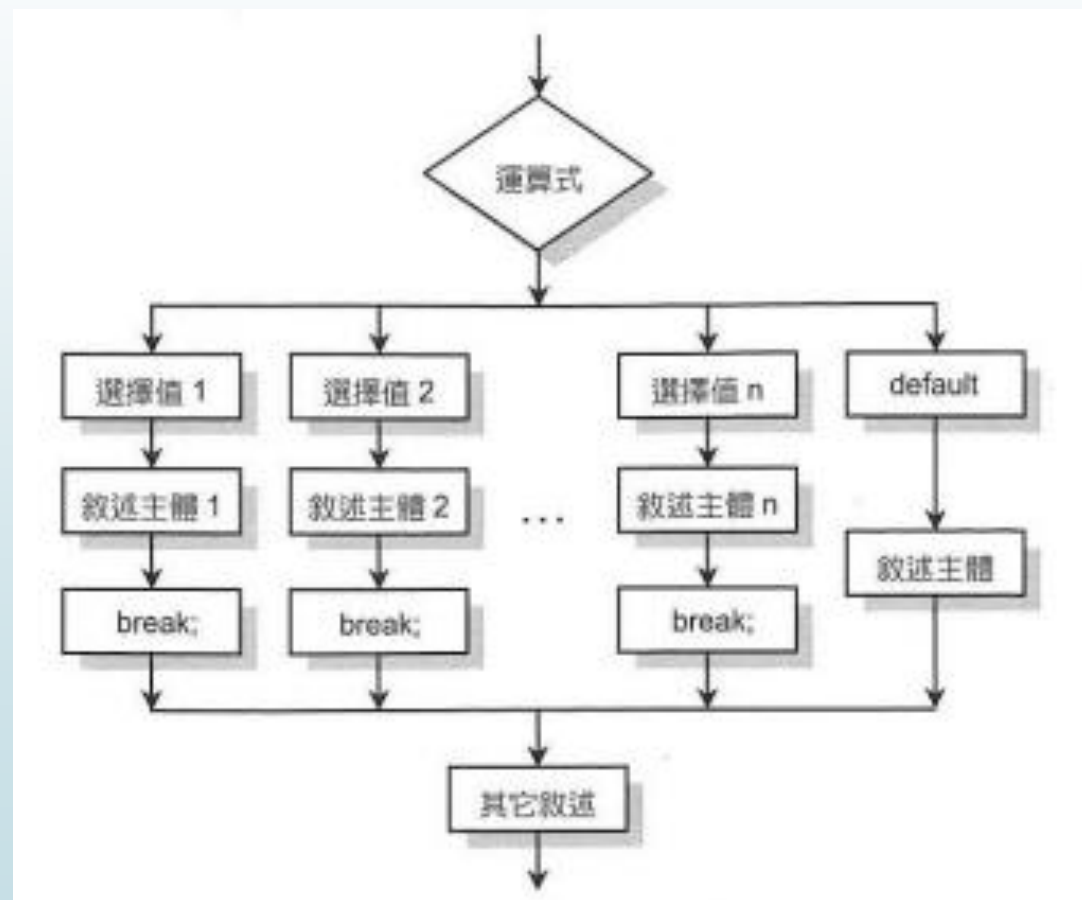 運算式
選擇值 1
選擇值 2
選擇值 n
default
敘述主體 1
敘述主體 2
...
敘述主體 n
敘述主體
break;
break;
break;
其它敘述